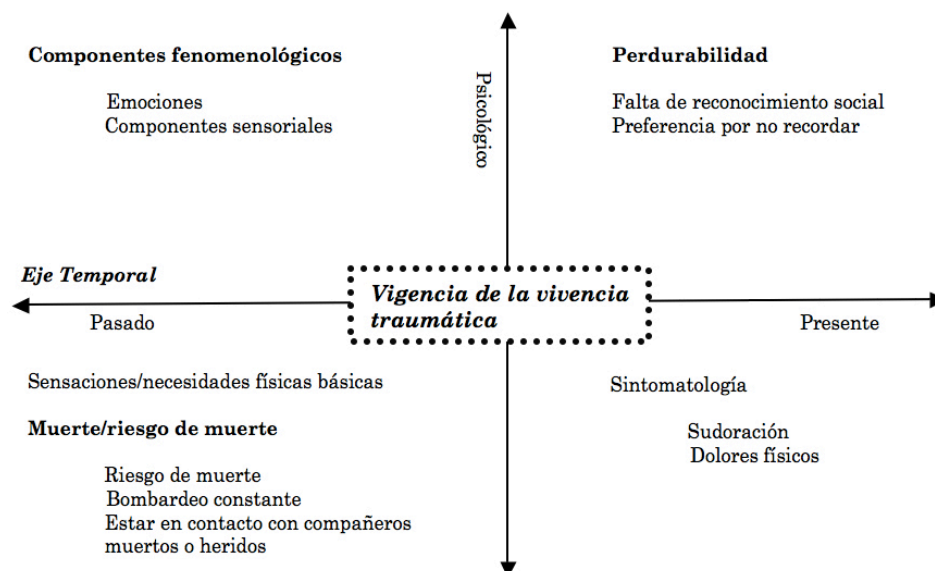 Componentes fenomenológicos
Emociones
Componentes sensoriales
Psicológico
Perdurabilidad
Falta de reconocimiento social
Preferencia por no recordar
Eje Temporal
Vigencia de la vivencia
traumática
Pasado
Presente
Sensaciones/necesidades físicas básicas
Muerte/riesgo de muerte
Riesgo de muerte
Bombardeo constante
Estar en contacto con compañeros
muertos o heridos
Sintomatología
Sudoración
Dolores físicos